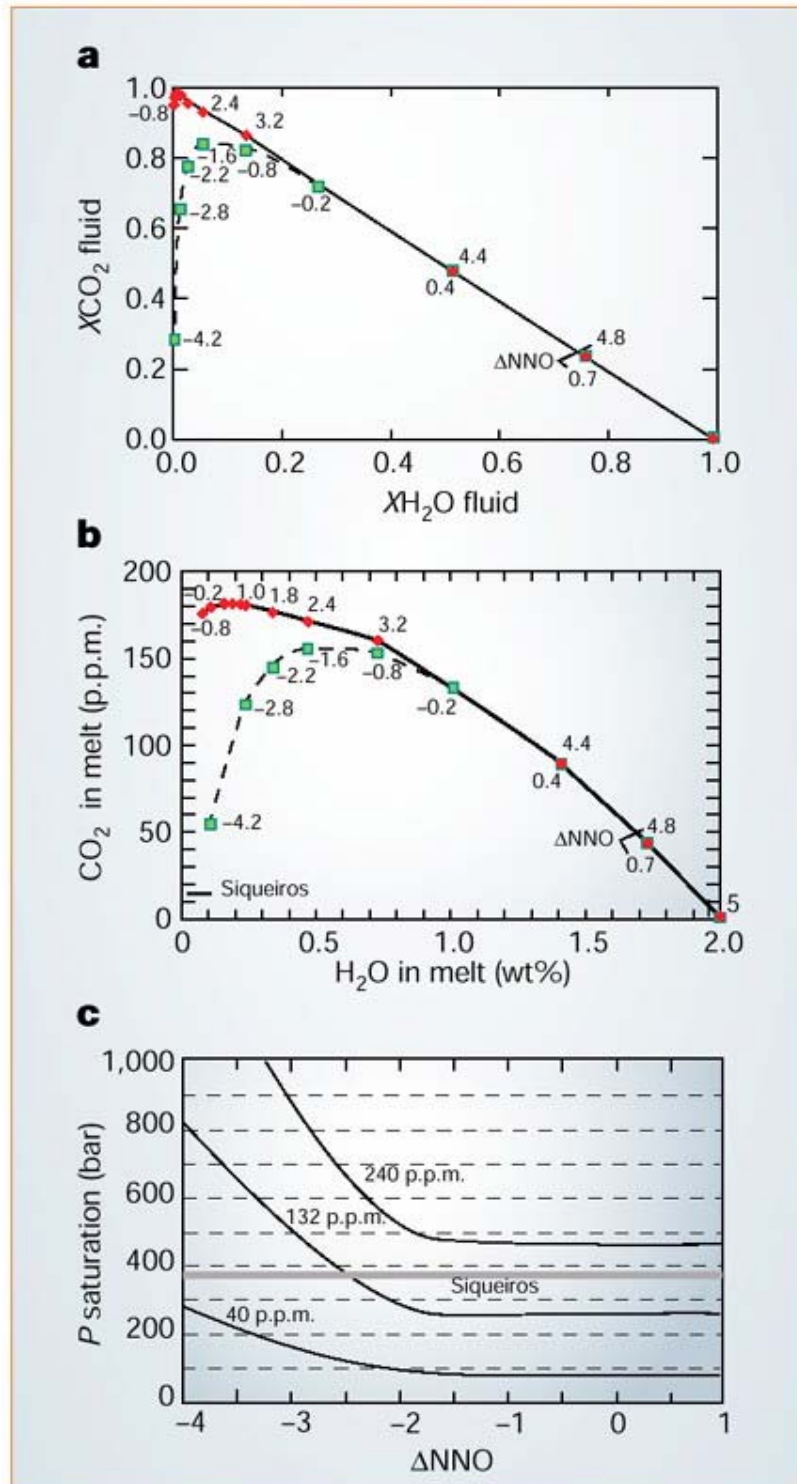 a
1.0
0.8
0.6
0.4
0.2
0.0
XCO₂ fluid
−0.8
2.4
3.2
−1.6
−0.8
−2.2
−2.8
−0.2
4.4
0.4
−4.2
ΔNNO
4.8
0.7
0.0 0.2 0.4 0.6 0.8 1.0
XH₂O fluid
b
200
150
100
50
0
CO₂ in melt (p.p.m.)
−0.2
1.0
1.8
2.4
−0.8
3.2
−1.6
−0.8
−2.2
−2.8
−0.2
4.4
0.4
−4.2
ΔNNO
4.8
0.7
Siqueiros
5
0 0.5 1.0 1.5 2.0
H₂O in melt (wt%)
c
1,000
800
600
400
200
0
P saturation (bar)
240 p.p.m.
132 p.p.m.
Siqueiros
40 p.p.m.
−4 −3 −2 −1 0 1
ΔNNO